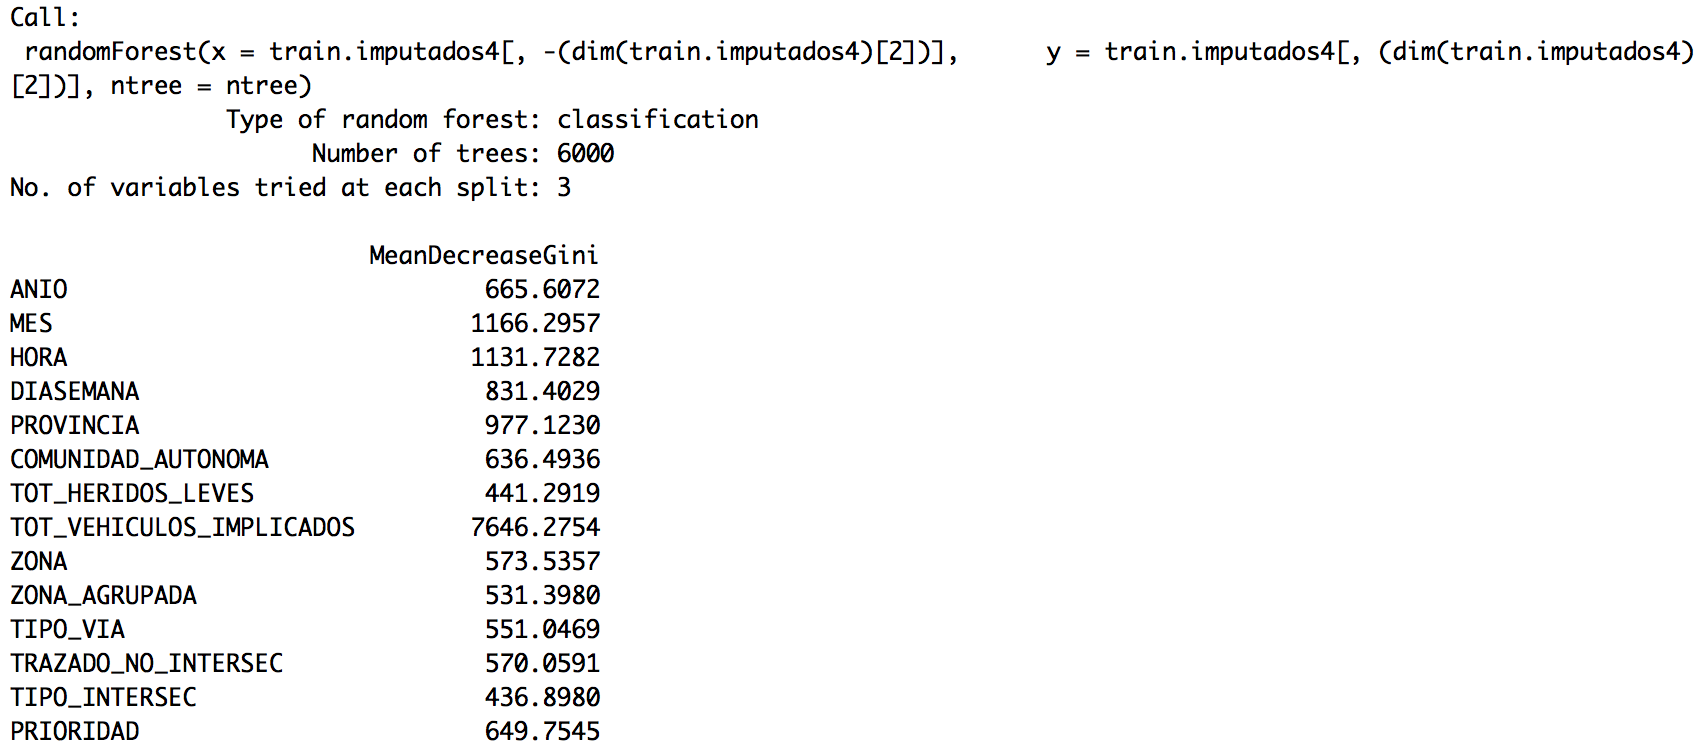 Call:
 randomForest(x = train.imputados4[, -(dim(train.imputados4)[2])],      y = train.imputados4[, (dim(train.imputados4)
[2])], ntree = ntree)
               Type of random forest: classification
                     Number of trees: 6000
No. of variables tried at each split: 3

                         MeanDecreaseGini
ANIO                             665.6072
MES                             1166.2957
HORA                            1131.7282
DIASEMANA                        831.4029
PROVINCIA                        977.1230
COMUNIDAD_AUTONOMA               636.4936
TOT_HERIDOS_LEVES                441.2919
TOT_VEHICULOS_IMPLICADOS        7646.2754
ZONA                             573.5357
ZONA_AGRUPADA                    531.3980
TIPO_VIA                         551.0469
TRAZADO_NO_INTERSEC              570.0591
TIPO_INTERSEC                    436.8980
PRIORIDAD                        649.7545